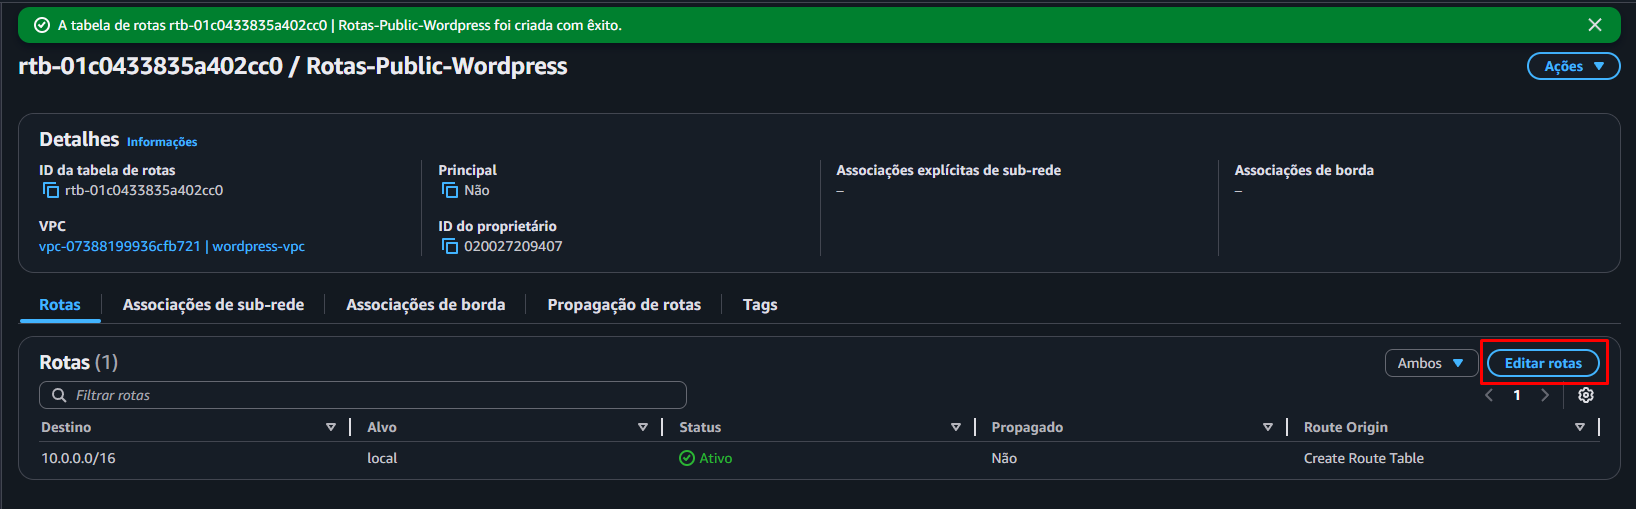 A tabela de rotas rtb-01c0433835a402cc0 | Rotas-Public-Wordpress foi criada com êxito.
rtb-01c0433835a402cc0 / Rotas-Public-Wordpress
Ações
Detalhes Informações
ID da tabela de rotas
rtb-01c0433835a402cc0
Principal
Não
Associações explícitas de sub-rede
–
Associações de borda
–
VPC
vpc-07388199936cfb721 | wordpress-vpc
ID do proprietário
020027209407
Rotas Associações de sub-rede Associações de borda Propagação de rotas Tags
Rotas (1) Ambos Editar rotas
Filtrar rotas 1
Destino Alvo Status Propagado Route Origin
10.0.0.0/16 local Ativo Não Create Route Table